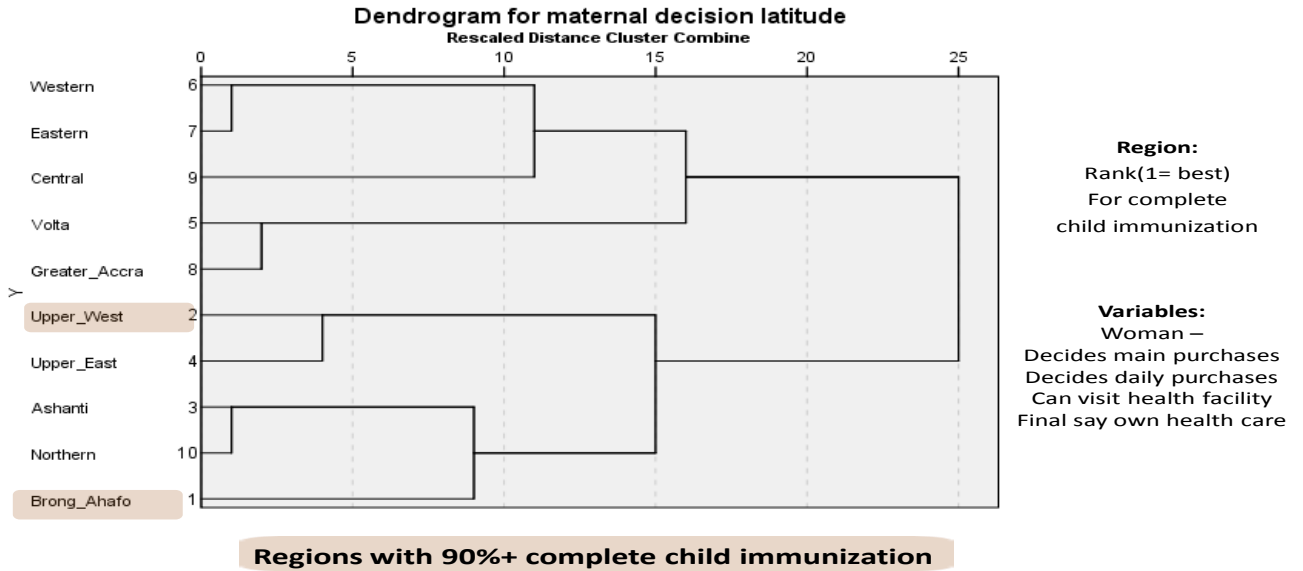 Dendrogram for maternal decision latitude
Rescaled Distance Cluster Combine
0 5 10 15 20 25
Western 6
Eastern 7
Central 9
Volta 5
Greater_Accra 8
Y
Upper_West 2
Upper_East 4
Ashanti 3
Northern 10
Brong_Ahafo 1
Region:
Rank(1= best)
For complete
child immunization
Variables:
Woman –
Decides main purchases
Decides daily purchases
Can visit health facility
Final say own health care
Regions with 90%+ complete child immunization